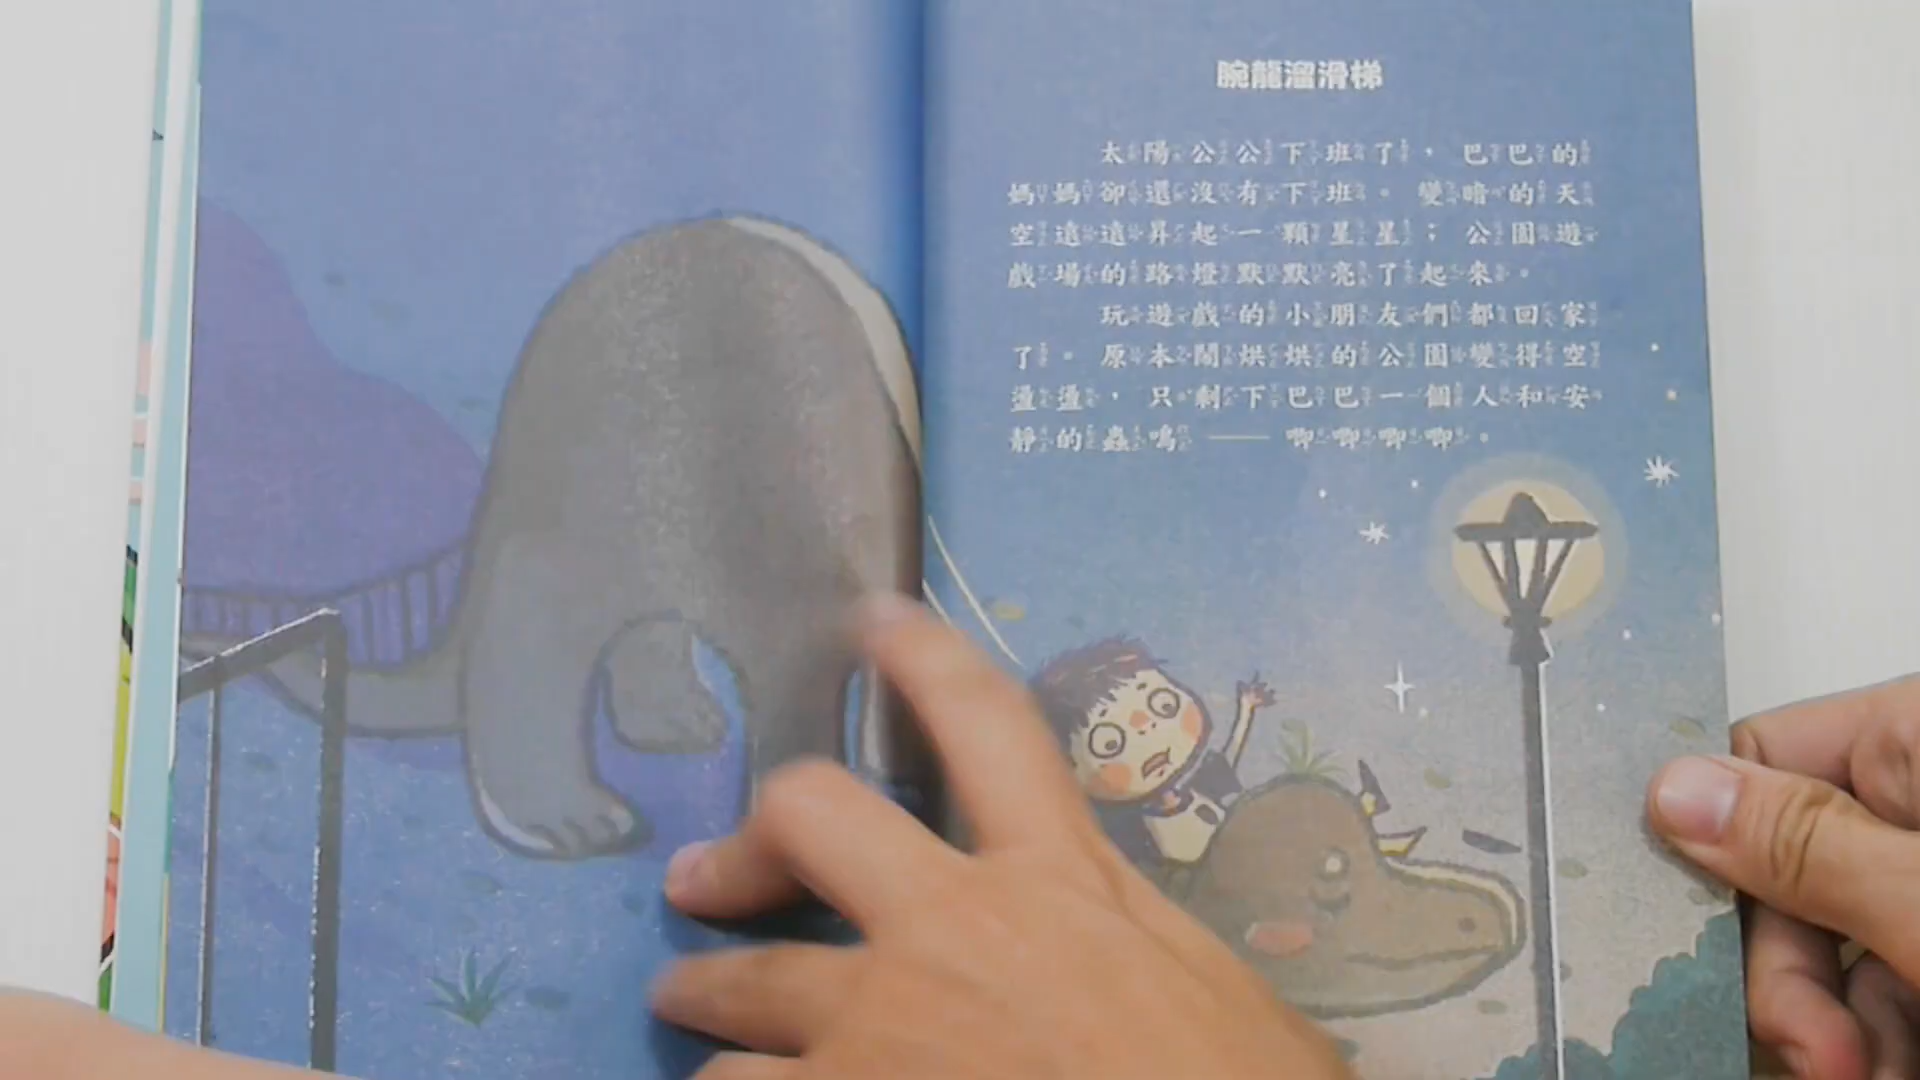 腕龍溜滑梯
太陽公公下班了，巴巴的
媽媽卻還沒有下班。變暗的天
空遠遠昇起一顆星星；公園遊
戲場的路燈默默亮了起來。
玩遊戲的小朋友們都回家
了。原本鬧烘烘的公園變得空
盪盪，只剩下巴巴一個人和安
靜的蟲鳴——唧唧唧唧。